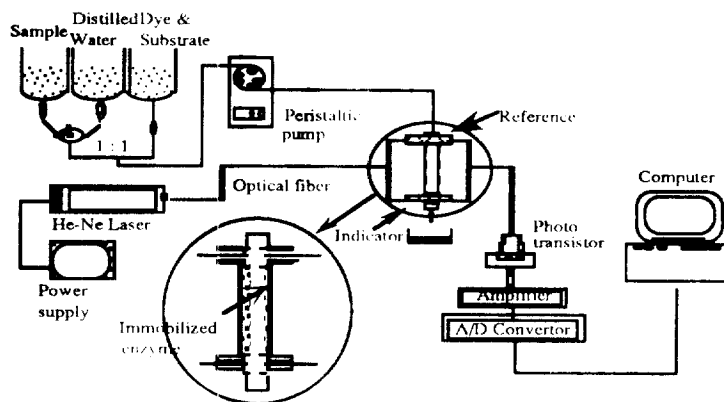 Sample
Distilled Water
Dye & Substrate
1 : 1
Peristaltic pump
Reference
Optical fiber
He-Ne Laser
Power supply
Indicator
Immobilized enzyme
Photo transistor
Amplifier
A/D Convertor
Computer